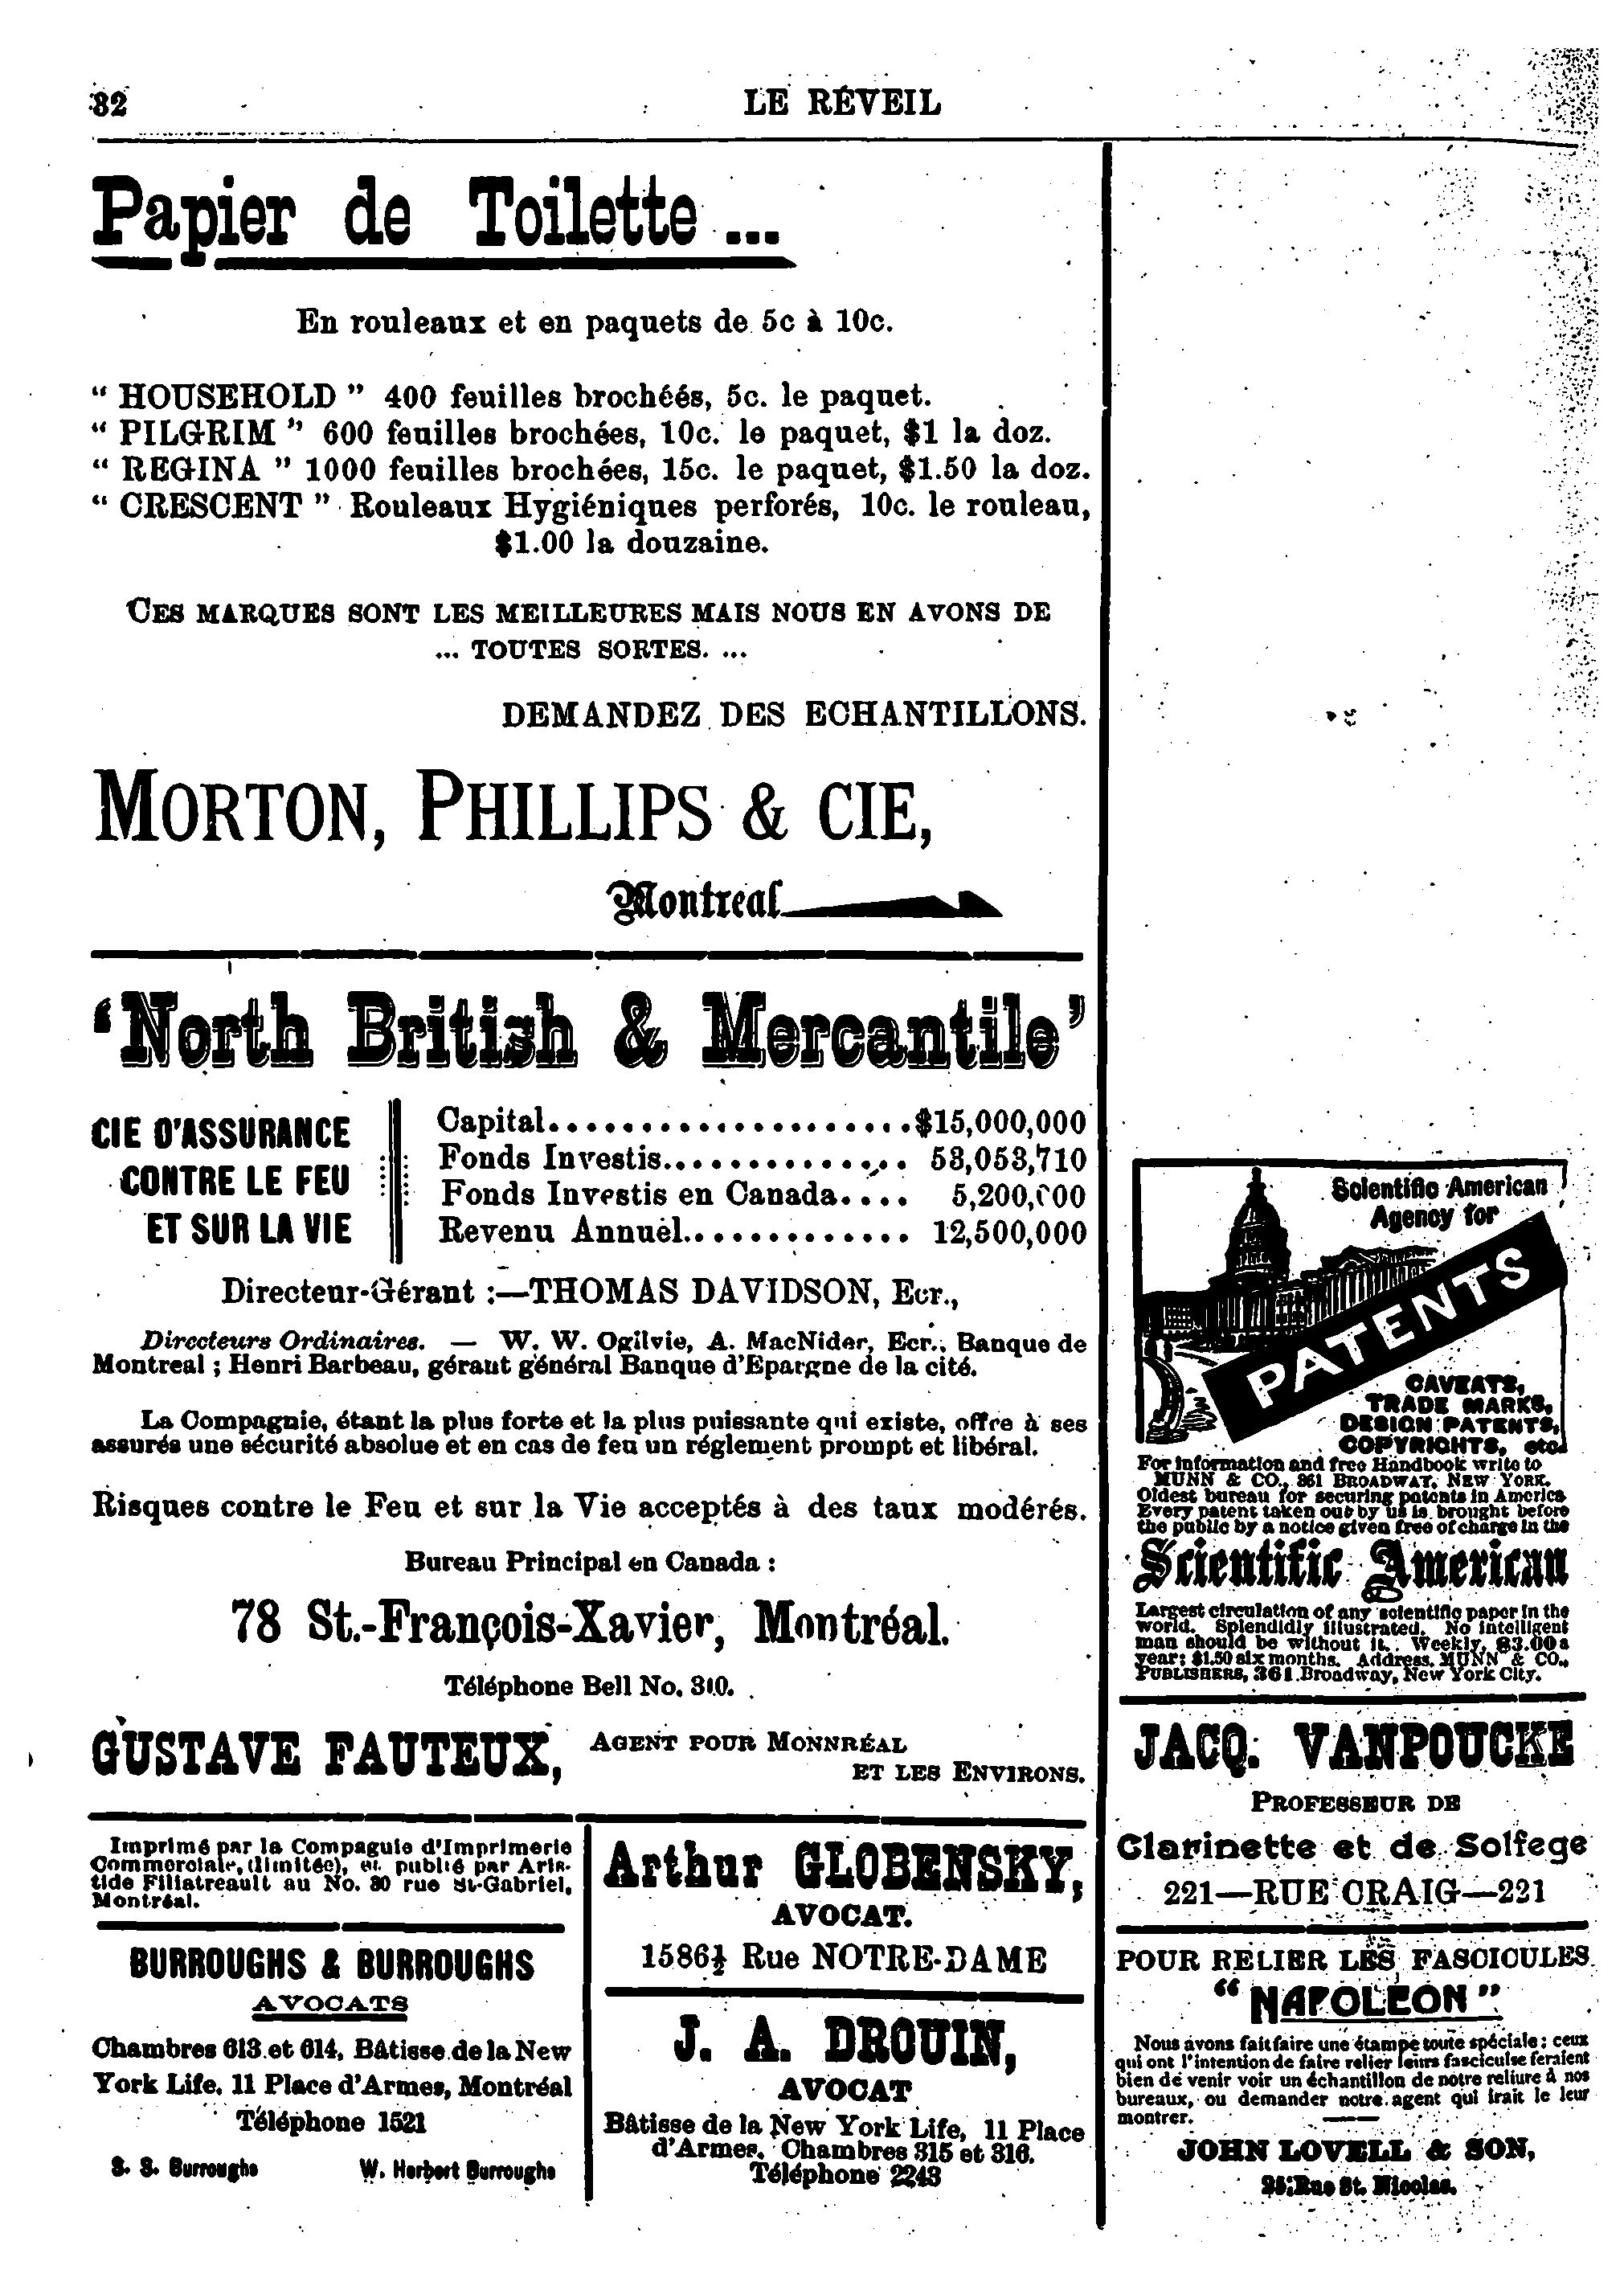 32
LE RÉVEIL
Papier de Toilette ...
En rouleaux et en paquets de 5c à 10c.
“ HOUSEHOLD ” 400 feuilles brochéés, 5c. le paquet.
“ PILGRIM ” 600 feuilles brochées, 10c. le paquet, $1 la doz.
“ REGINA ” 1000 feuilles brochées, 15c. le paquet, $1.50 la doz.
“ CRESCENT ” Rouleaux Hygiéniques perforés, 10c. le rouleau,
$1.00 la douzaine.
CES MARQUES SONT LES MEILLEURES MAIS NOUS EN AVONS DE
... TOUTES SORTES. ...
DEMANDEZ DES ECHANTILLONS.
MORTON, PHILLIPS & CIE,
Montreal
‘North British & Mercantile’
CIE D'ASSURANCE
CONTRE LE FEU
ET SUR LA VIE
Capital....................$15,000,000
Fonds Investis............. 53,053,710
Fonds Investis en Canada.... 5,200,000
Revenu Annuel............. 12,500,000
Directeur-Gérant :—THOMAS DAVIDSON, Ecr.,
Directeurs Ordinaires. — W. W. Ogilvie, A. MacNider, Ecr., Banque de
Montreal ; Henri Barbeau, gérant général Banque d'Epargne de la cité.
La Compagnie, étant la plus forte et la plus puissante qui existe, offre à ses
assurés une sécurité absolue et en cas de feu un réglement prompt et libéral.
Risques contre le Feu et sur la Vie acceptés à des taux modérés.
Bureau Principal en Canada :
78 St.-François-Xavier, Montréal.
Téléphone Bell No. 310.
GUSTAVE FAUTEUX,
AGENT POUR MONNRÉAL
ET LES ENVIRONS.
Imprimé par la Compagnie d'Imprimerie
Commerciale, (limitée), et publié par Aris-
tide Filiatreault au No. 30 rue St-Gabriel,
Montréal.
BURROUGHS & BURROUGHS
AVOCATS
Chambres 613 et 614, Bâtisse de la New
York Life, 11 Place d'Armes, Montréal
Téléphone 1521
S. S. Burroughs W. Herbert Burroughs
Arthur GLOBENSKY,
AVOCAT.
1586½ Rue NOTRE-DAME
J. A. DROUIN,
AVOCAT
Bâtisse de la New York Life, 11 Place
d'Armes, Chambres 315 et 316.
Téléphone 2243
Scientific American
Agency for
PATENTS
CAVEATS,
TRADE MARKS,
DESIGN PATENTS,
COPYRIGHTS, etc.
For information and free Handbook write to
MUNN & CO., 361 BROADWAY, NEW YORK.
Oldest bureau for securing patents in America.
Every patent taken out by us is brought before
the public by a notice given free of charge in the
Scientific American
Largest circulation of any scientific paper in the
world. Splendidly illustrated. No intelligent
man should be without it. Weekly, $3.00 a
year; $1.50 six months. Address, MUNN & CO.,
PUBLISHERS, 361 Broadway, New York City.
JACQ. VANPOUCKE
PROFESSEUR DE
Clarinette et de Solfege
221—RUE CRAIG—221
POUR RELIER LES FASCICULES
“NAPOLEON”
Nous avons fait faire une étampe toute spéciale ; ceux
qui ont l'intention de faire relier leurs fasciculse feraient
bien de venir voir un échantillon de notre reliure à nos
bureaux, ou demander notre agent qui irait le leur
montrer.
JOHN LOVELL & SON,
25 Rue St. Nicolas.